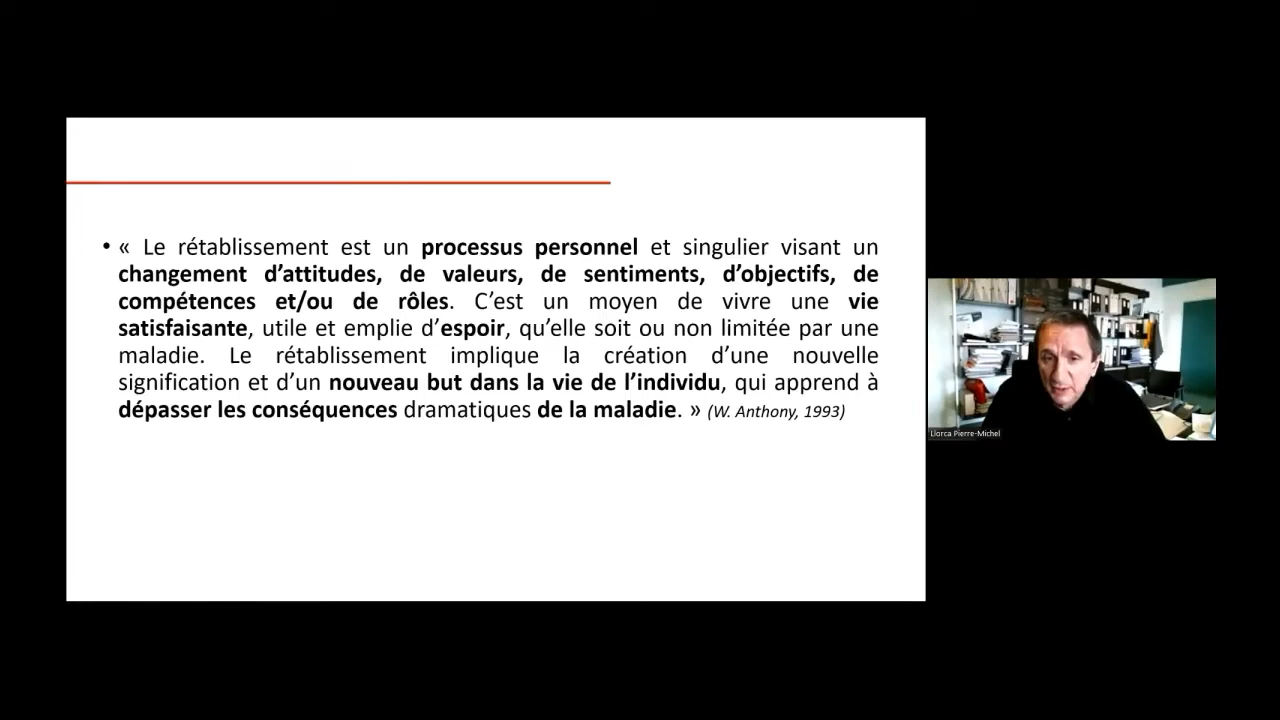 • « Le rétablissement est un processus personnel et singulier visant un
changement d’attitudes, de valeurs, de sentiments, d’objectifs, de
compétences et/ou de rôles. C’est un moyen de vivre une vie
satisfaisante, utile et emplie d’espoir, qu’elle soit ou non limitée par une
maladie. Le rétablissement implique la création d’une nouvelle
signification et d’un nouveau but dans la vie de l’individu, qui apprend à
dépasser les conséquences dramatiques de la maladie. » (W. Anthony, 1993)
Llorca Pierre-Michel